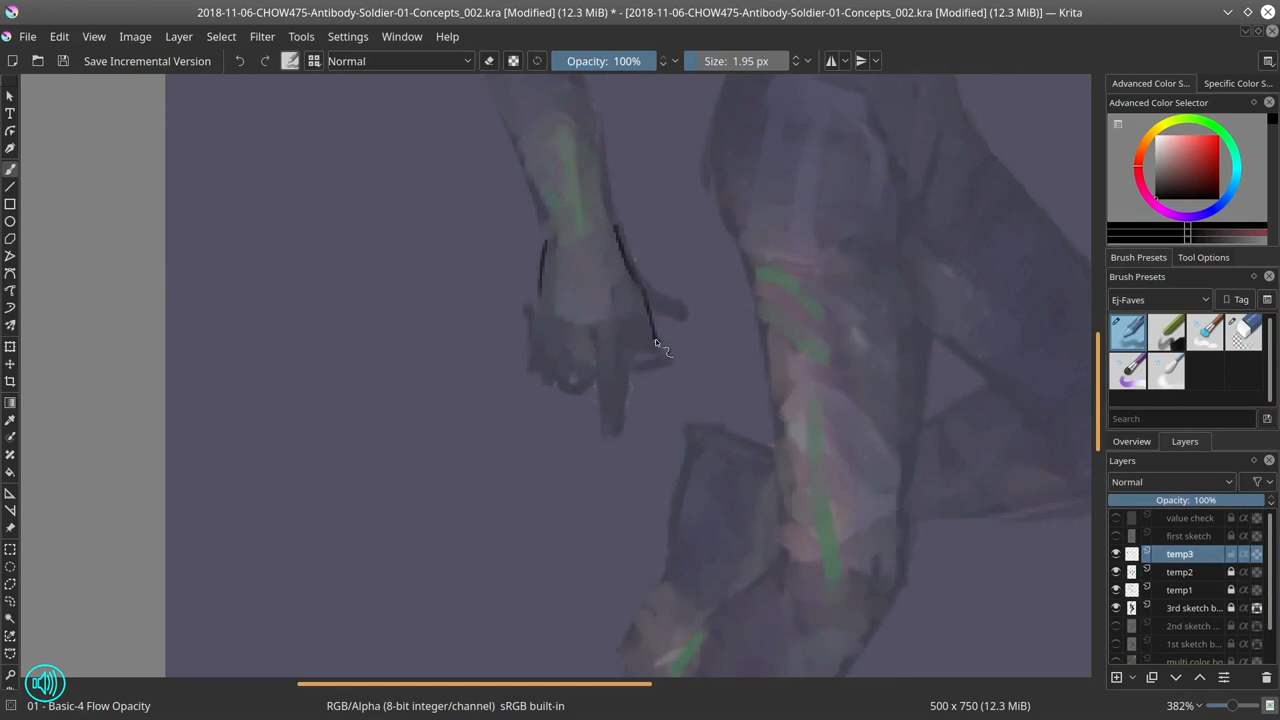 2018-11-06-CHOW475-Antibody-Soldier-01-Concepts_002.kra [Modified] (12.3 MiB) * - [2018-11-06-CHOW475-Antibody-Soldier-01-Concepts_002.kra [Modified] (12.3 MiB)] — Krita
File Edit View Image Layer Select Filter Tools Settings Window Help
Save Incremental Version Normal Opacity: 100% Size: 1.95 px
Advanced Color S... Specific Color S...
Advanced Color Selector
Brush Presets Tool Options
Brush Presets
Ej-Faves Tag
Search
Overview Layers
Layers
Normal
Opacity: 100%
value check
first sketch
temp3
temp2
temp1
3rd sketch b...
2nd sketch ...
1st sketch b...
multi color bg
01 - Basic-4 Flow Opacity RGB/Alpha (8-bit integer/channel) sRGB built-in 500 x 750 (12.3 MiB) 382%